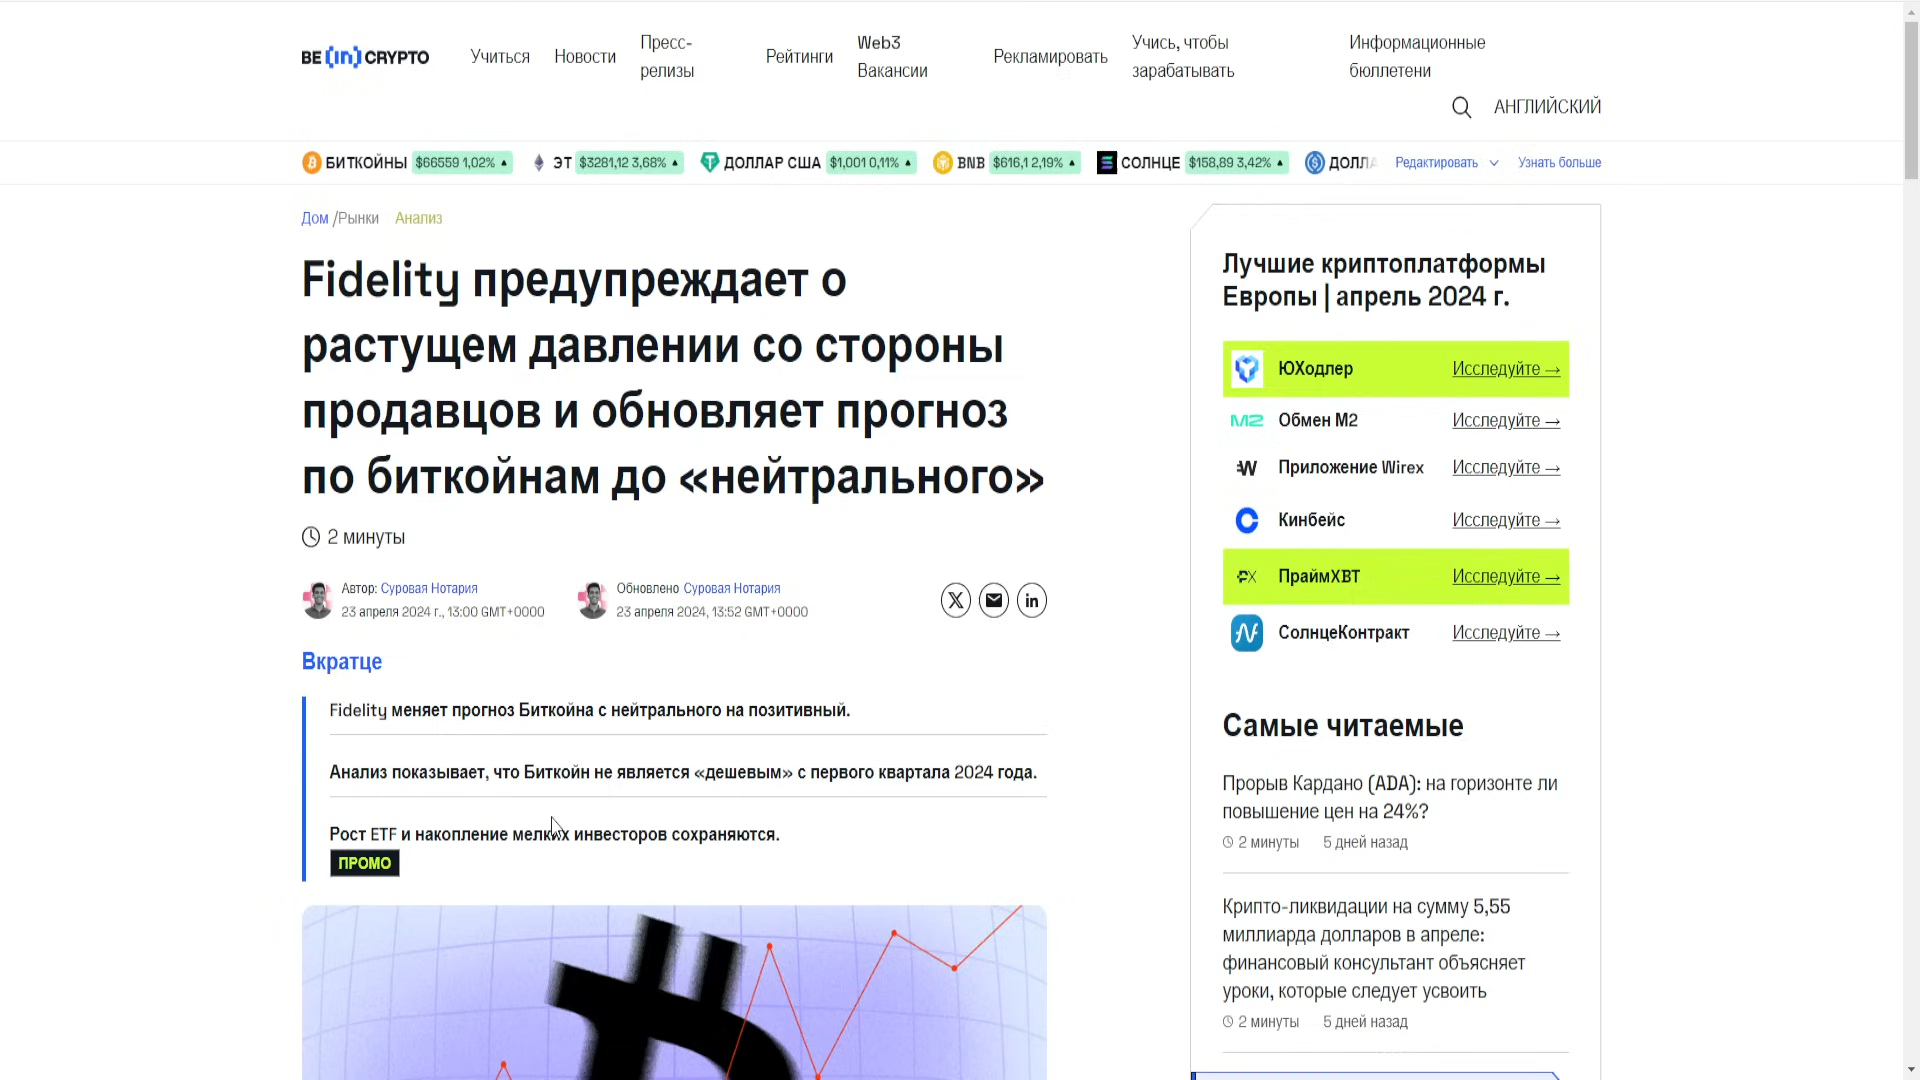 BE [in] CRYPTO
Учиться
Новости
Пресс-
релизы
Рейтинги
Web3
Вакансии
Рекламировать
Учись, чтобы
зарабатывать
Информационные
бюллетени
АНГЛИЙСКИЙ
БИТКОЙНЫ $66559 1,02% ▲
ЭТ $3281,12 3,68% ▲
ДОЛЛАР США $1,001 0,11% ▲
BNB $616,1 2,19% ▲
СОЛНЦЕ $158,89 3,42% ▲
ДОЛЛА
Редактировать
Узнать больше
Дом /Рынки Анализ
Fidelity предупреждает о
растущем давлении со стороны
продавцов и обновляет прогноз
по биткойнам до «нейтрального»
2 минуты
Автор: Суровая Нотария
23 апреля 2024 г., 13:00 GMT+0000
Обновлено Суровая Нотария
23 апреля 2024, 13:52 GMT+0000
Вкратце
Fidelity меняет прогноз Биткойна с нейтрального на позитивный.
Анализ показывает, что Биткойн не является «дешевым» с первого квартала 2024 года.
Рост ETF и накопление мелких инвесторов сохраняются.
ПРОМО
Лучшие криптоплатформы
Европы | апрель 2024 г.
ЮХодлер Исследуйте →
Обмен М2 Исследуйте →
Приложение Wirex Исследуйте →
Кинбейс Исследуйте →
ПраймХВТ Исследуйте →
СолнцеКонтракт Исследуйте →
Самые читаемые
Прорыв Кардано (ADA): на горизонте ли
повышение цен на 24%?
2 минуты 5 дней назад
Крипто-ликвидации на сумму 5,55
миллиарда долларов в апреле:
финансовый консультант объясняет
уроки, которые следует усвоить
2 минуты 5 дней назад